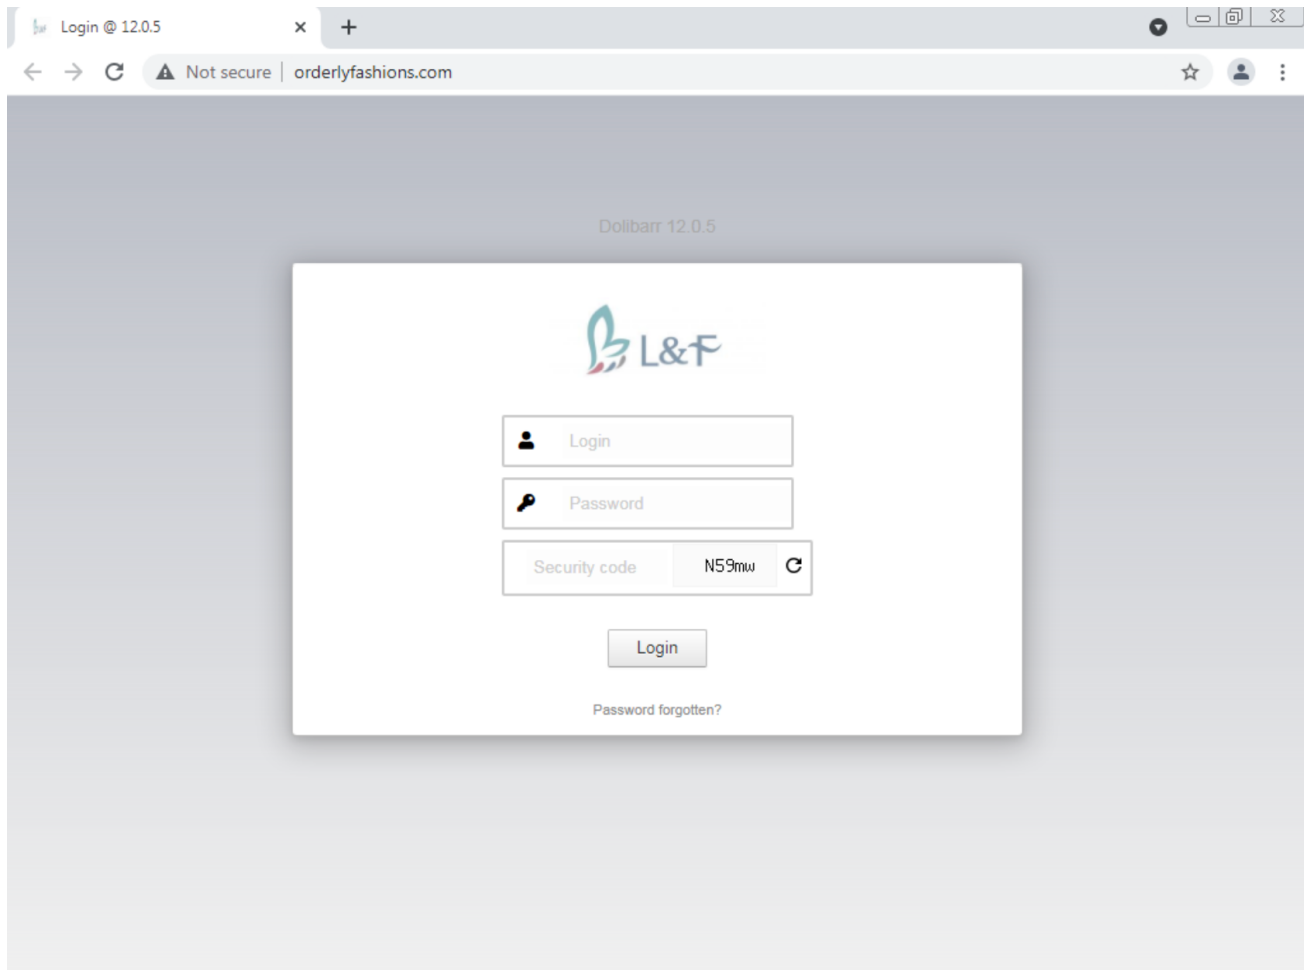 Login @ 12.0.5
Not secure | orderlyfashions.com
Dolibarr 12.0.5
L&F
Login
Password
Security code N59mw
Login
Password forgotten?